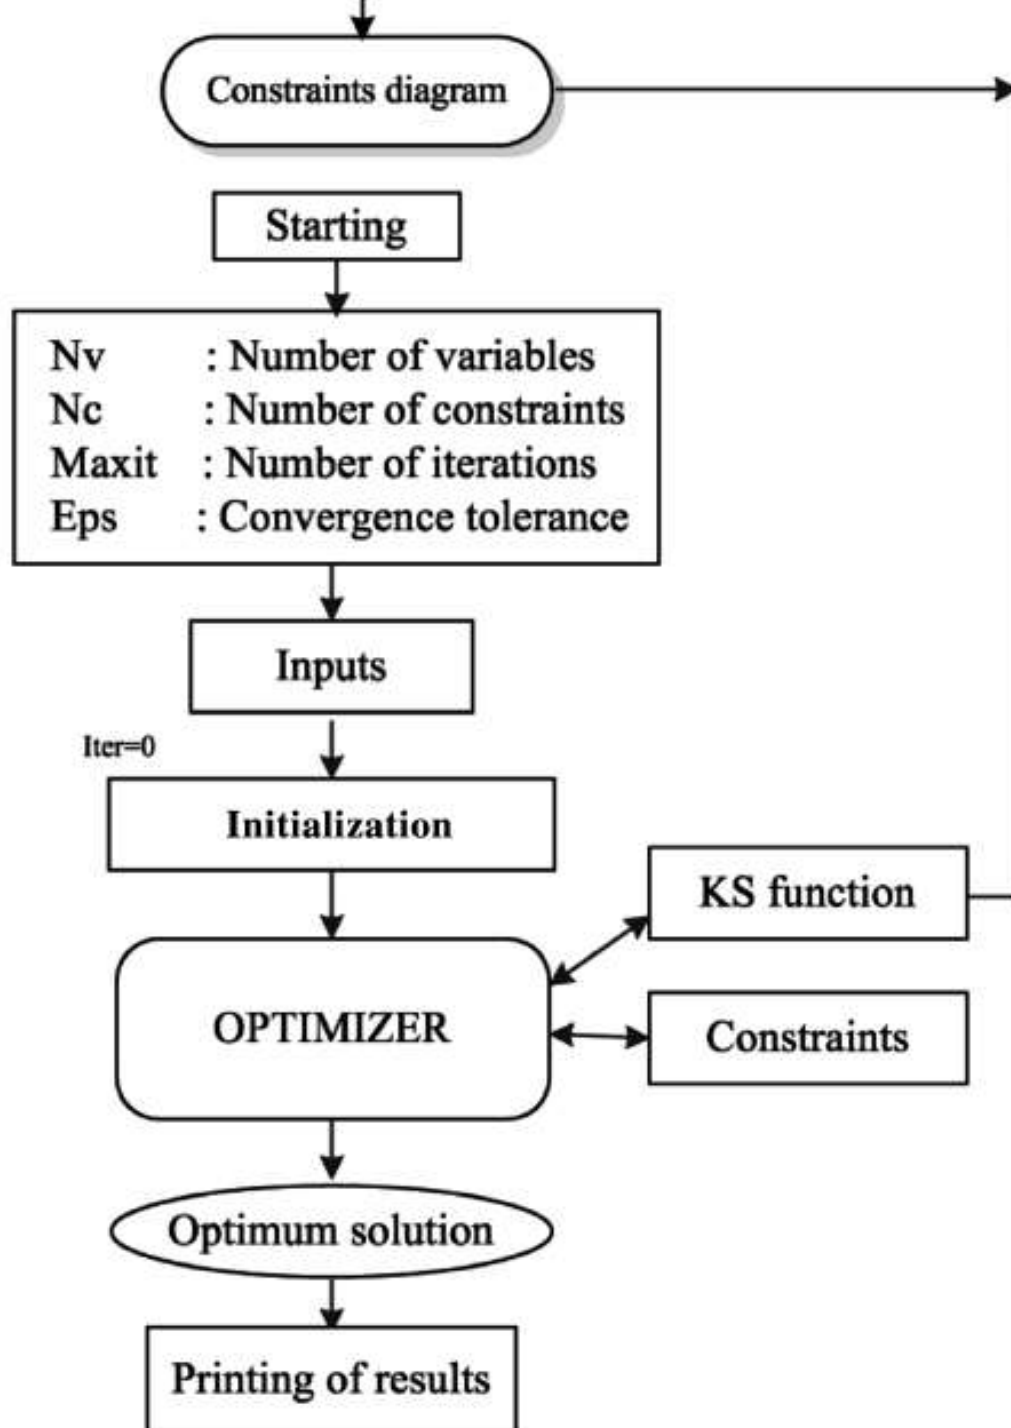 Constraints diagram
Starting
Nv : Number of variables
Nc : Number of constraints
Maxit : Number of iterations
Eps : Convergence tolerance
Inputs
Iter=0
Initialization
KS function
OPTIMIZER
Constraints
Optimum solution
Printing of results